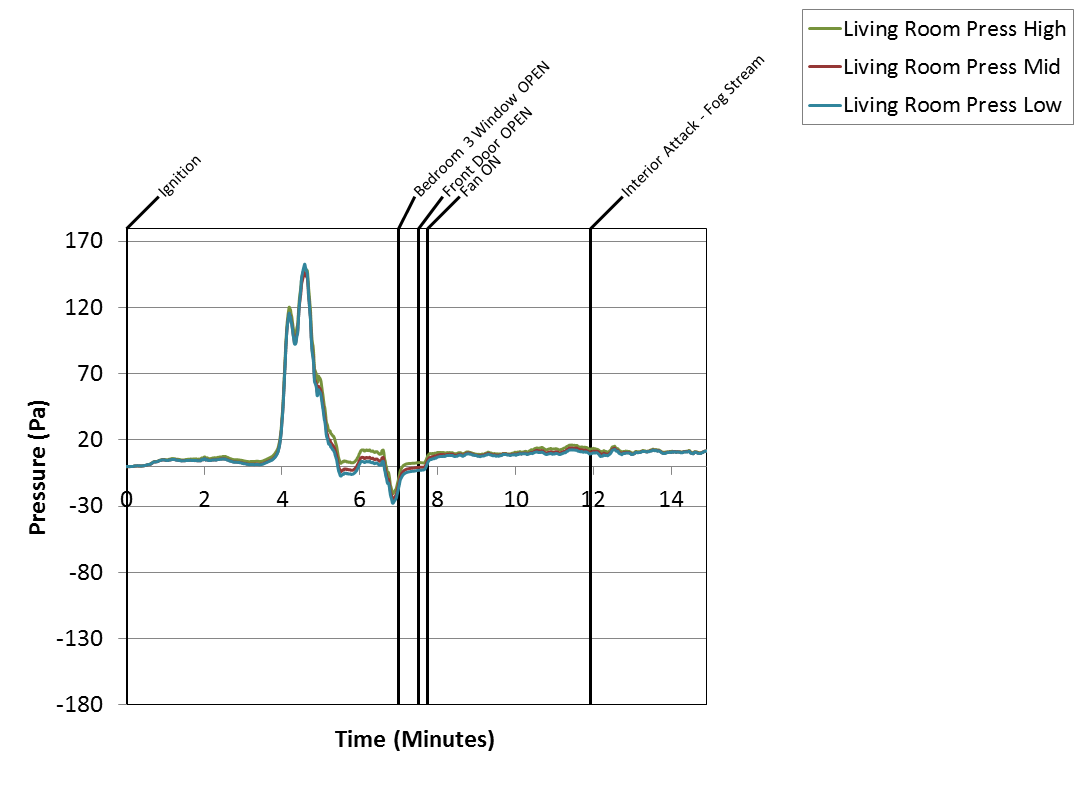 Living Room Press High
Living Room Press Mid
Living Room Press Low
Ignition
Bedroom 3 Window OPEN
Front Door OPEN
Fan ON
Interior Attack - Fog Stream
Pressure (Pa)
170
120
70
20
-30
-80
-130
-180
0 2 4 6 8 10 12 14
Time (Minutes)